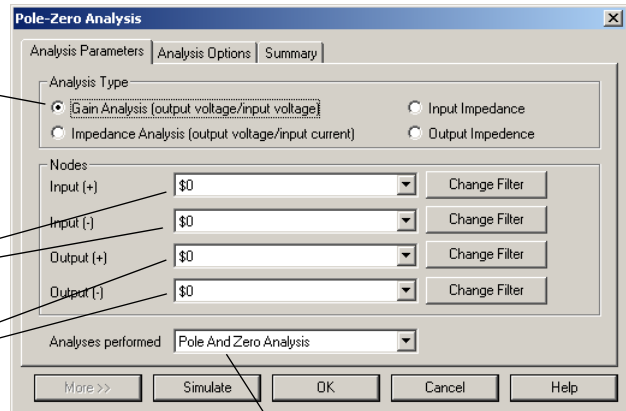 Pole-Zero Analysis
Analysis Parameters Analysis Options Summary
Analysis Type
Gain Analysis (output voltage/input voltage) Input Impedance
Impedance Analysis (output voltage/input current) Output Impedence
Nodes
Input (+) $0 Change Filter
Input (-) $0 Change Filter
Output (+) $0 Change Filter
Output (-) $0 Change Filter
Analyses performed Pole And Zero Analysis
More >> Simulate OK Cancel Help